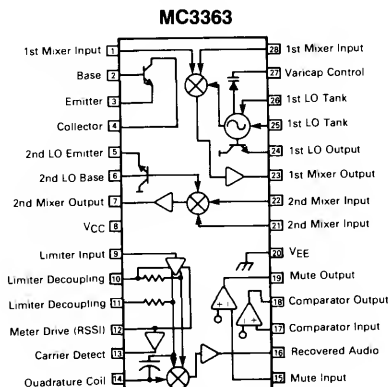 MC3363
1st Mixer Input 1
Base 2
Emitter 3
Collector 4
2nd LO Emitter 5
2nd LO Base 6
2nd Mixer Output 7
VCC 8
Limiter Input 9
Limiter Decoupling 10
Limiter Decoupling 11
Meter Drive (RSSI) 12
Carrier Detect 13
Quadrature Coil 14
28 1st Mixer Input
27 Varicap Control
26 1st LO Tank
25 1st LO Tank
24 1st LO Output
23 1st Mixer Output
22 2nd Mixer Input
21 2nd Mixer Input
20 VEE
19 Mute Output
18 Comparator Output
17 Comparator Input
16 Recovered Audio
15 Mute Input